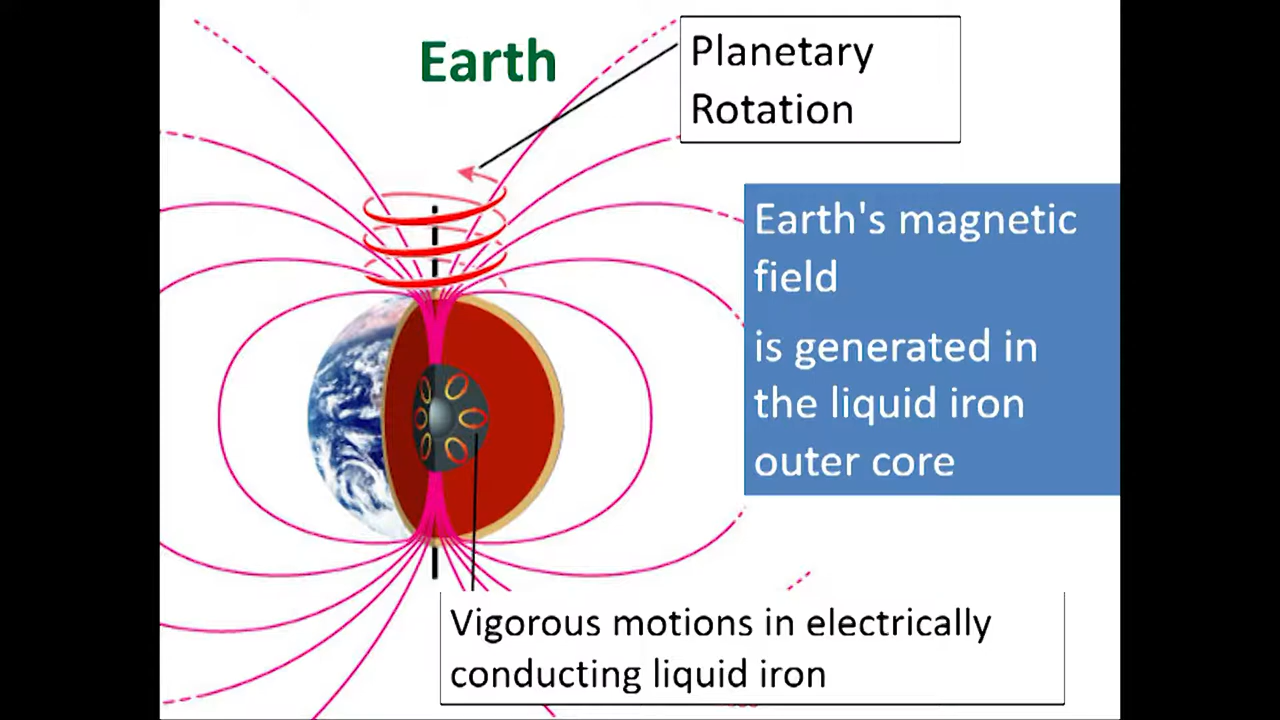 Earth
Planetary
Rotation
Earth's magnetic
field
is generated in
the liquid iron
outer core
Vigorous motions in electrically
conducting liquid iron